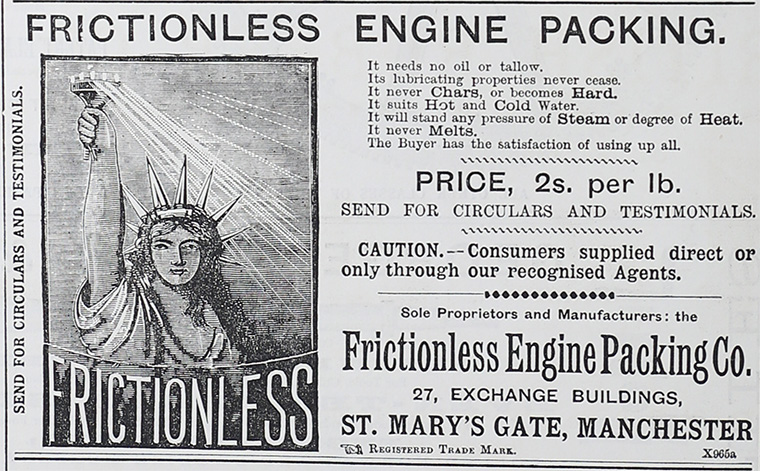 FRICTIONLESS ENGINE PACKING.
SEND FOR CIRCULARS AND TESTIMONIALS.
FRICTIONLESS
It needs no oil or tallow.
Its lubricating properties never cease.
It never Chars, or becomes Hard.
It suits Hot and Cold Water.
It will stand any pressure of Steam or degree of Heat.
It never Melts.
The Buyer has the satisfaction of using up all.
PRICE, 2s. per lb.
SEND FOR CIRCULARS AND TESTIMONIALS.
CAUTION.--Consumers supplied direct or
only through our recognised Agents.
Sole Proprietors and Manufacturers: the
Frictionless Engine Packing Co.
27, EXCHANGE BUILDINGS,
ST. MARY'S GATE, MANCHESTER
REGISTERED TRADE MARK.
X965a